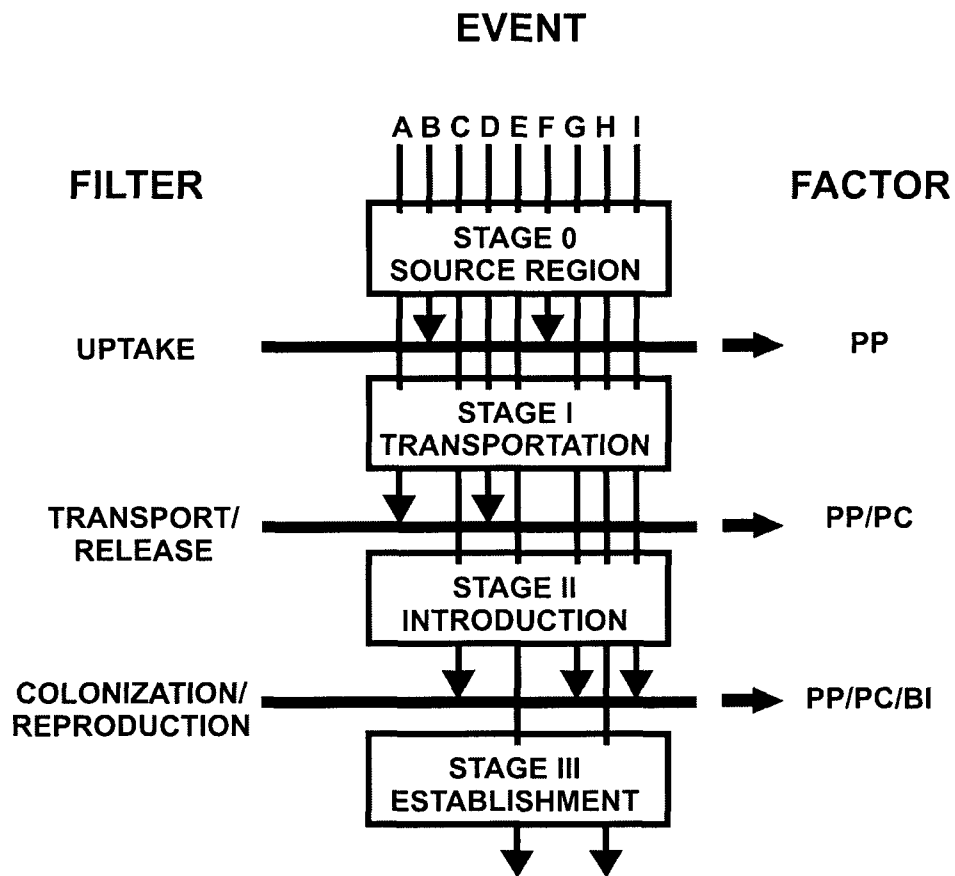 EVENT
A B C D E F G H I
FILTER
FACTOR
STAGE 0
SOURCE REGION
UPTAKE
PP
STAGE I
TRANSPORTATION
TRANSPORT/
RELEASE
PP/PC
STAGE II
INTRODUCTION
COLONIZATION/
REPRODUCTION
PP/PC/BI
STAGE III
ESTABLISHMENT